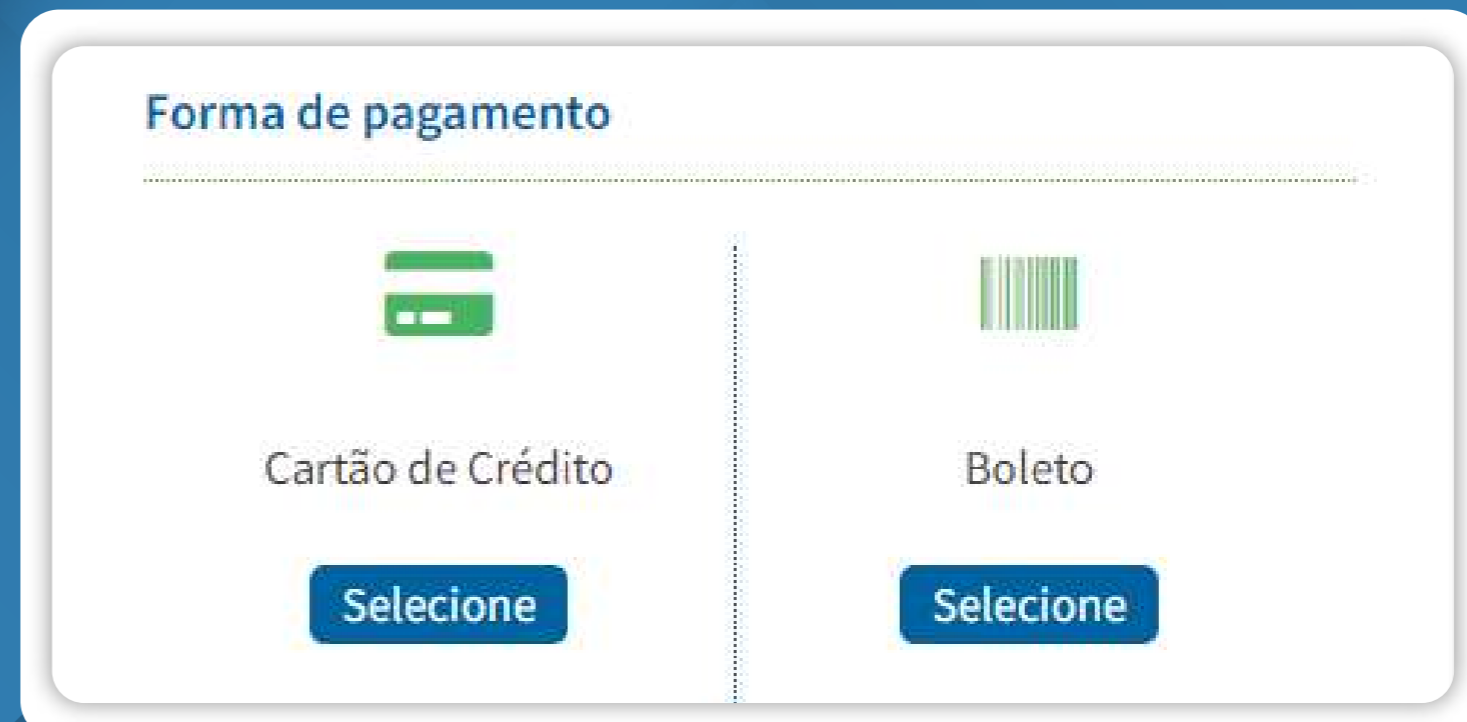 Forma de pagamento
Cartão de Crédito
Boleto
Selecione
Selecione